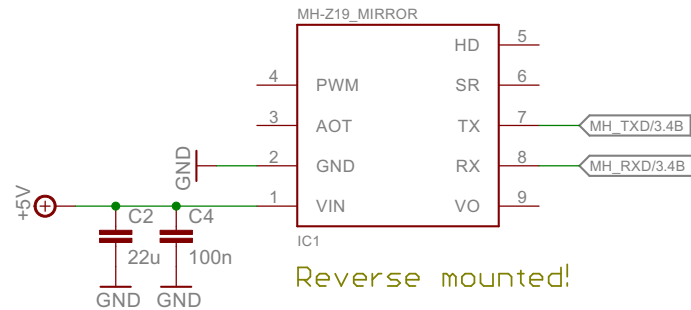 MH-Z19_MIRROR
HD 5
4 PWM SR 6
3 AOT TX 7 MH_TXD/3.4B
GND 2 GND RX 8 MH_RXD/3.4B
+5V 1 VIN VO 9
C2 C4
IC1
22u 100n
Reverse mounted!
GND GND